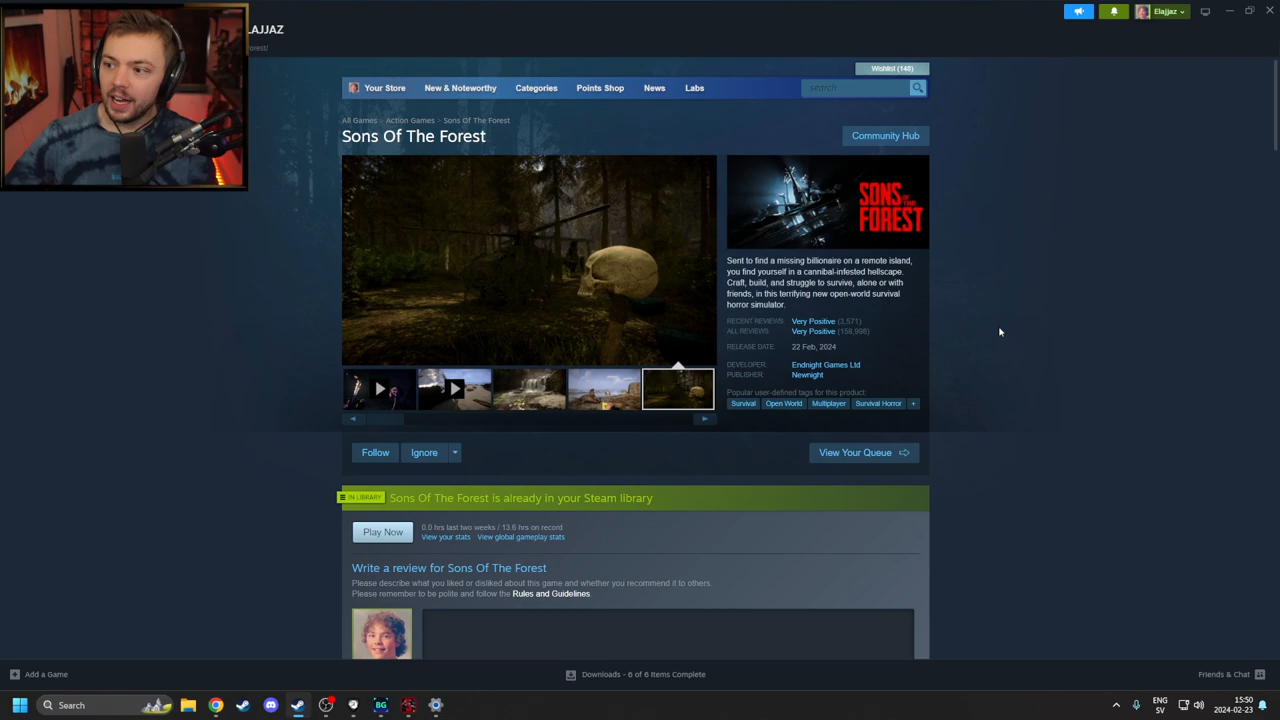 LAJJAZ
Elajjaz
orest/
Wishlist (148)
Your Store
New & Noteworthy
Categories
Points Shop
News
Labs
search
All Games > Action Games > Sons Of The Forest
Sons Of The Forest
Community Hub
SONS
OF THE
FOREST
Sent to find a missing billionaire on a remote island,
you find yourself in a cannibal-infested hellscape.
Craft, build, and struggle to survive, alone or with
friends, in this terrifying new open-world survival
horror simulator.
RECENT REVIEWS: Very Positive (3,571)
ALL REVIEWS: Very Positive (158,998)
RELEASE DATE: 22 Feb, 2024
DEVELOPER: Endnight Games Ltd
PUBLISHER: Newnight
Popular user-defined tags for this product:
Survival Open World Multiplayer Survival Horror +
Follow
Ignore
View Your Queue
IN LIBRARY
Sons Of The Forest is already in your Steam library
Play Now
0.0 hrs last two weeks / 13.6 hrs on record
View your stats View global gameplay stats
Write a review for Sons Of The Forest
Please describe what you liked or disliked about this game and whether you recommend it to others.
Please remember to be polite and follow the Rules and Guidelines.
Add a Game
Downloads - 6 of 6 Items Complete
Friends & Chat
Search
BG
ENG
SV
15:50
2024-02-23